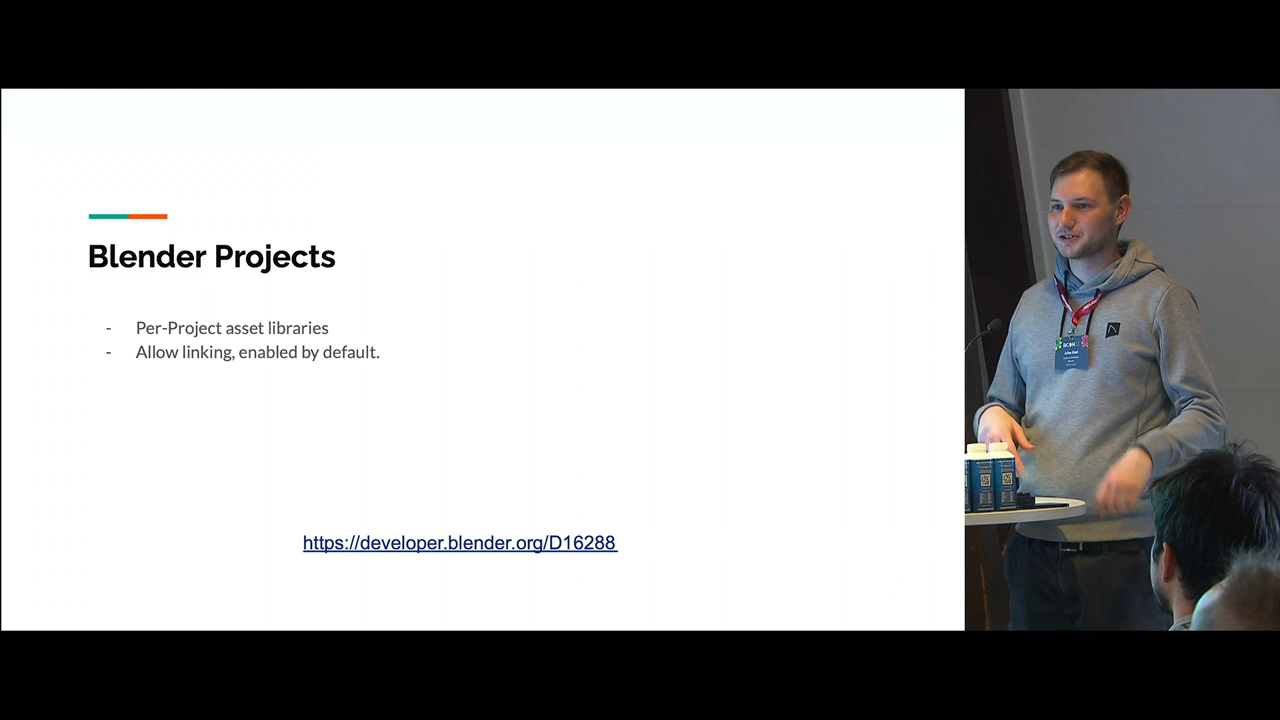 Blender Projects
- Per-Project asset libraries
- Allow linking, enabled by default.
https://developer.blender.org/D16288